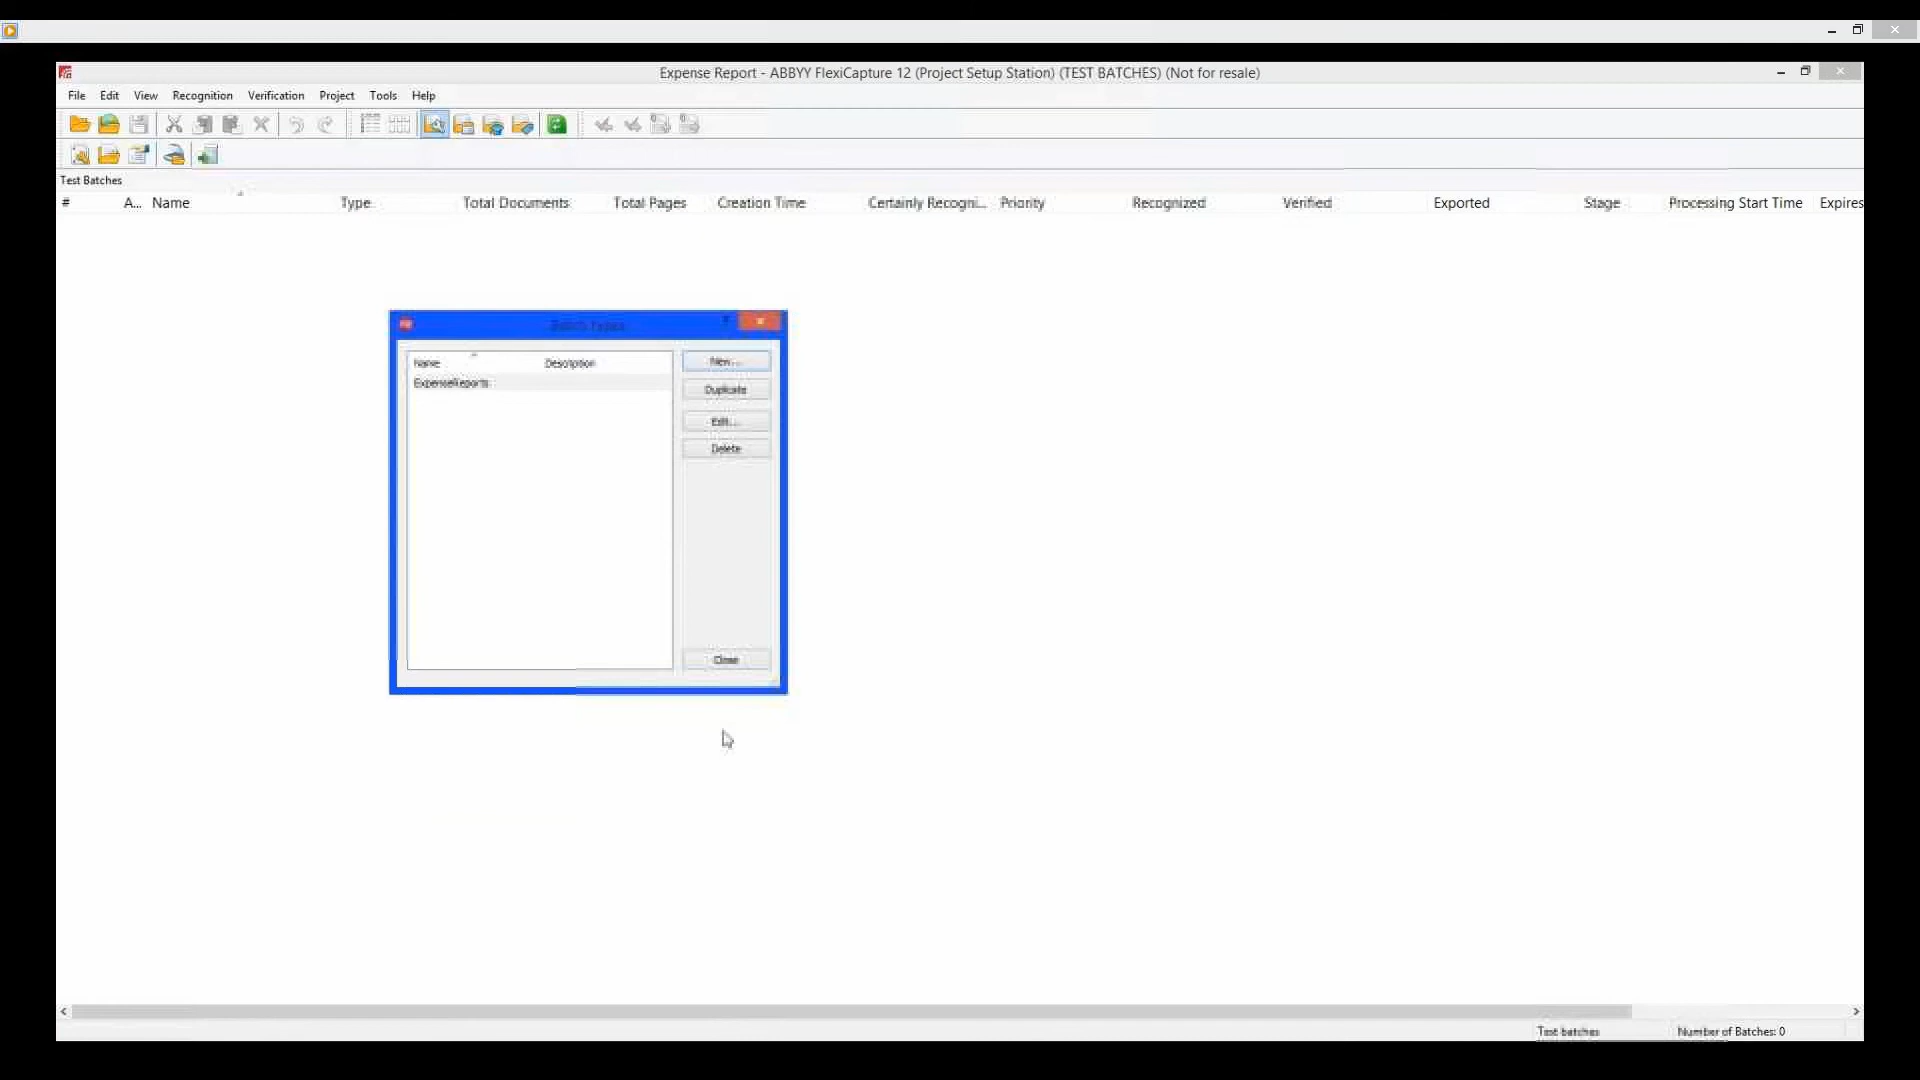 Expense Report - ABBYY FlexiCapture 12 (Project Setup Station) (TEST BATCHES) (Not for resale)
File Edit View Recognition Verification Project Tools Help
Test Batches
# A... Name Type Total Documents Total Pages Creation Time Certainly Recogni... Priority Recognized Verified Exported Stage Processing Start Time Expires
Batch Types
Name Description
ExpenseReports
New...
Duplicate
Edit...
Delete
Close
Test batches Number of Batches: 0